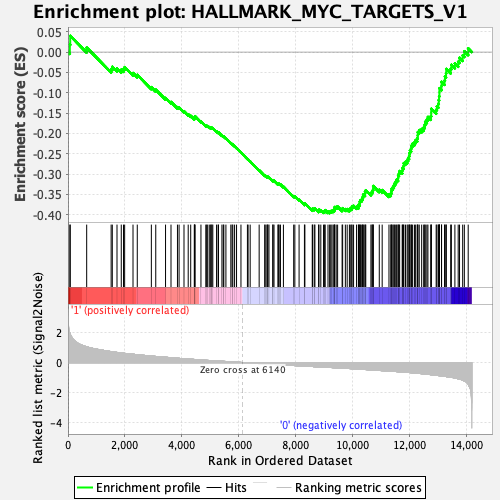 Enrichment plot: HALLMARK_MYC_TARGETS_V1
Enrichment score (ES)
0.05
0.00
-0.05
-0.10
-0.15
-0.20
-0.25
-0.30
-0.35
-0.40
'1' (positively correlated)
Ranked list metric (Signal2Noise)
2
0
-2
-4
Zero cross at 6140
'0' (negatively correlated)
0
2,000
4,000
6,000
8,000
10,000
12,000
14,000
Rank in Ordered Dataset
Enrichment profile
Hits
Ranking metric scores